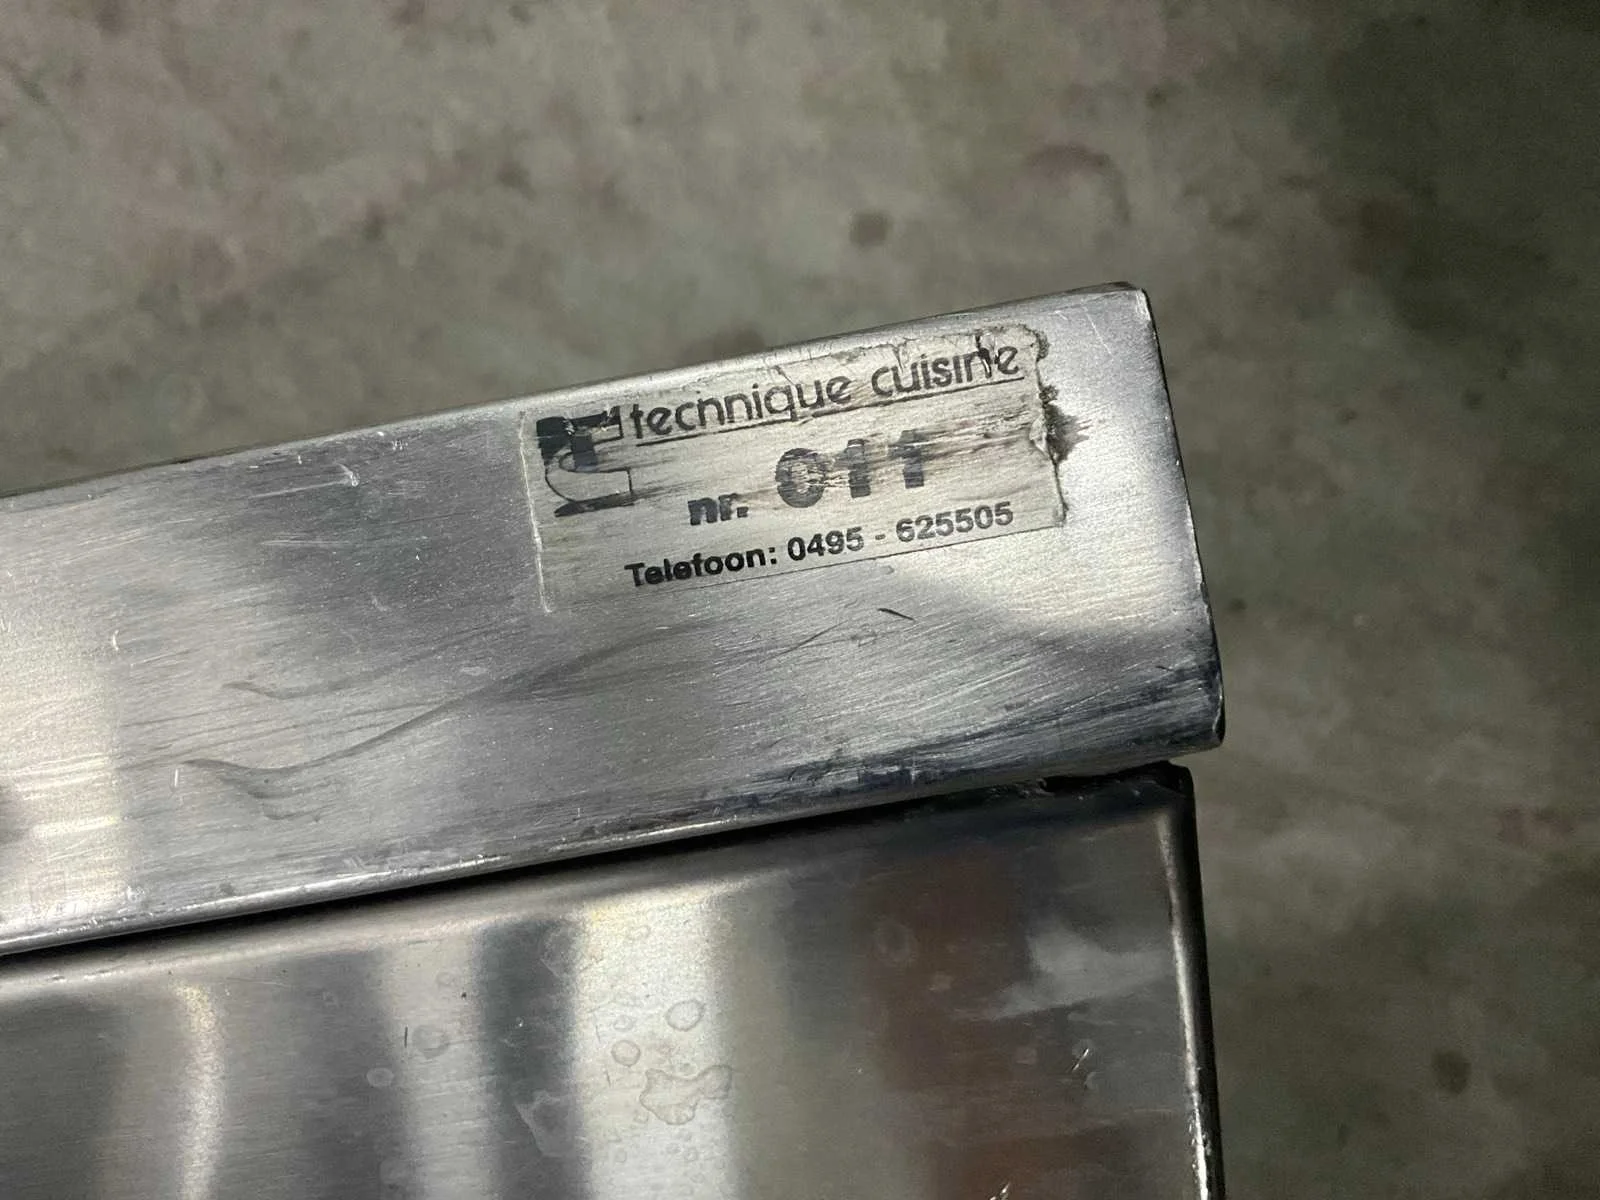 technique cuisine
nr. 011
Telefoon: 0495 - 625505